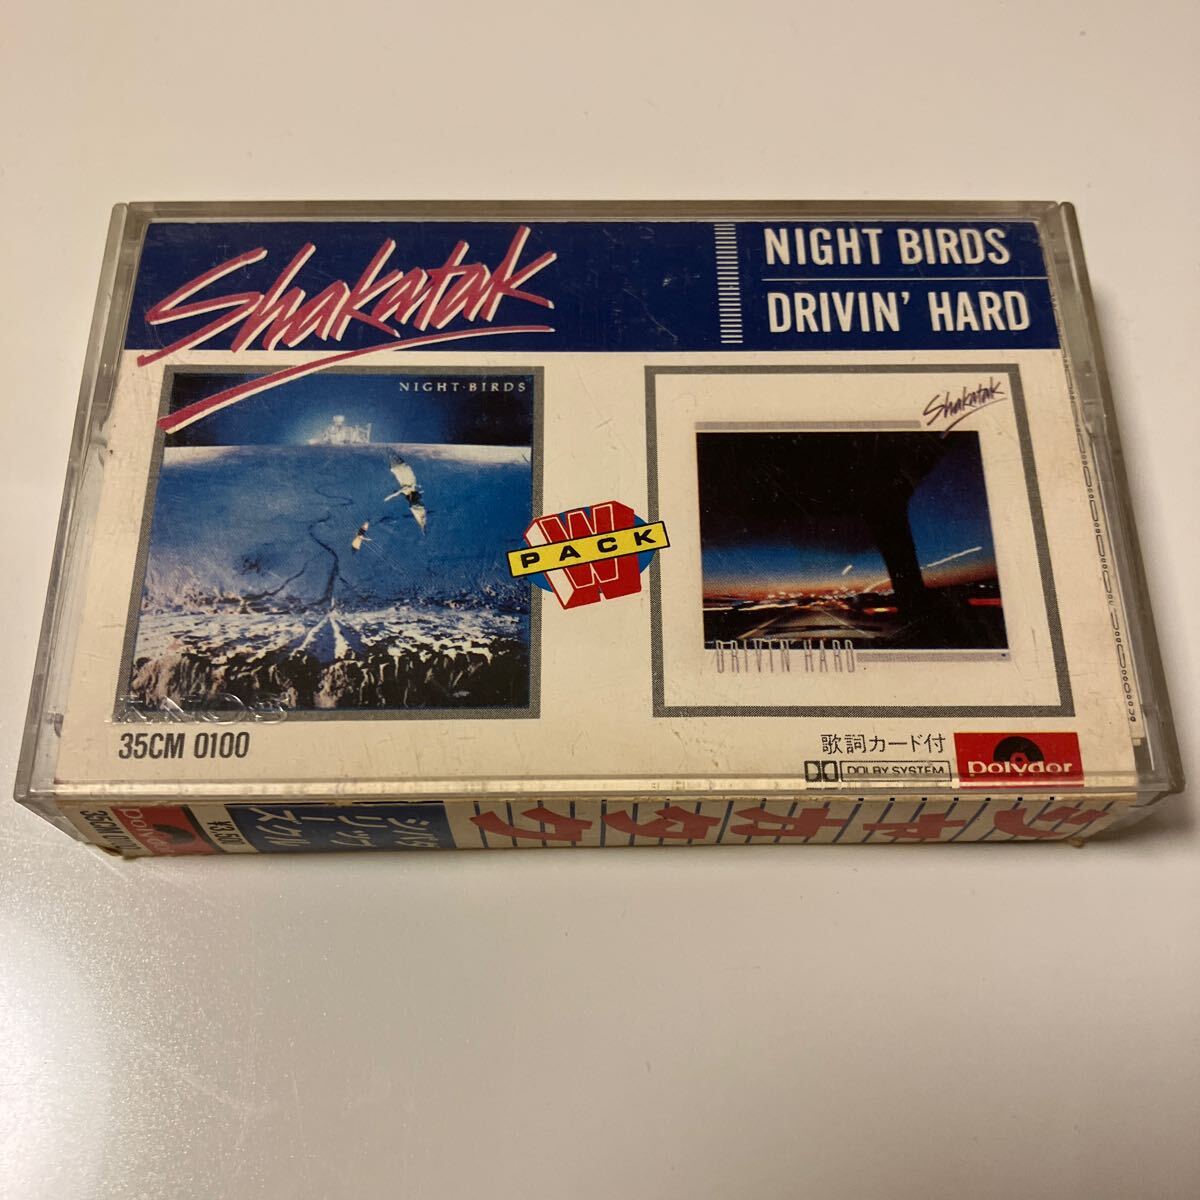 Shakatak
NIGHT BIRDS
DRIVIN' HARD
NIGHT·BIRDS
Shakatak
W
PACK
DRIVIN' HARD
SONY
35CM 0100
歌詞カード付
DOLBY SYSTEM
polydor
シャカタク